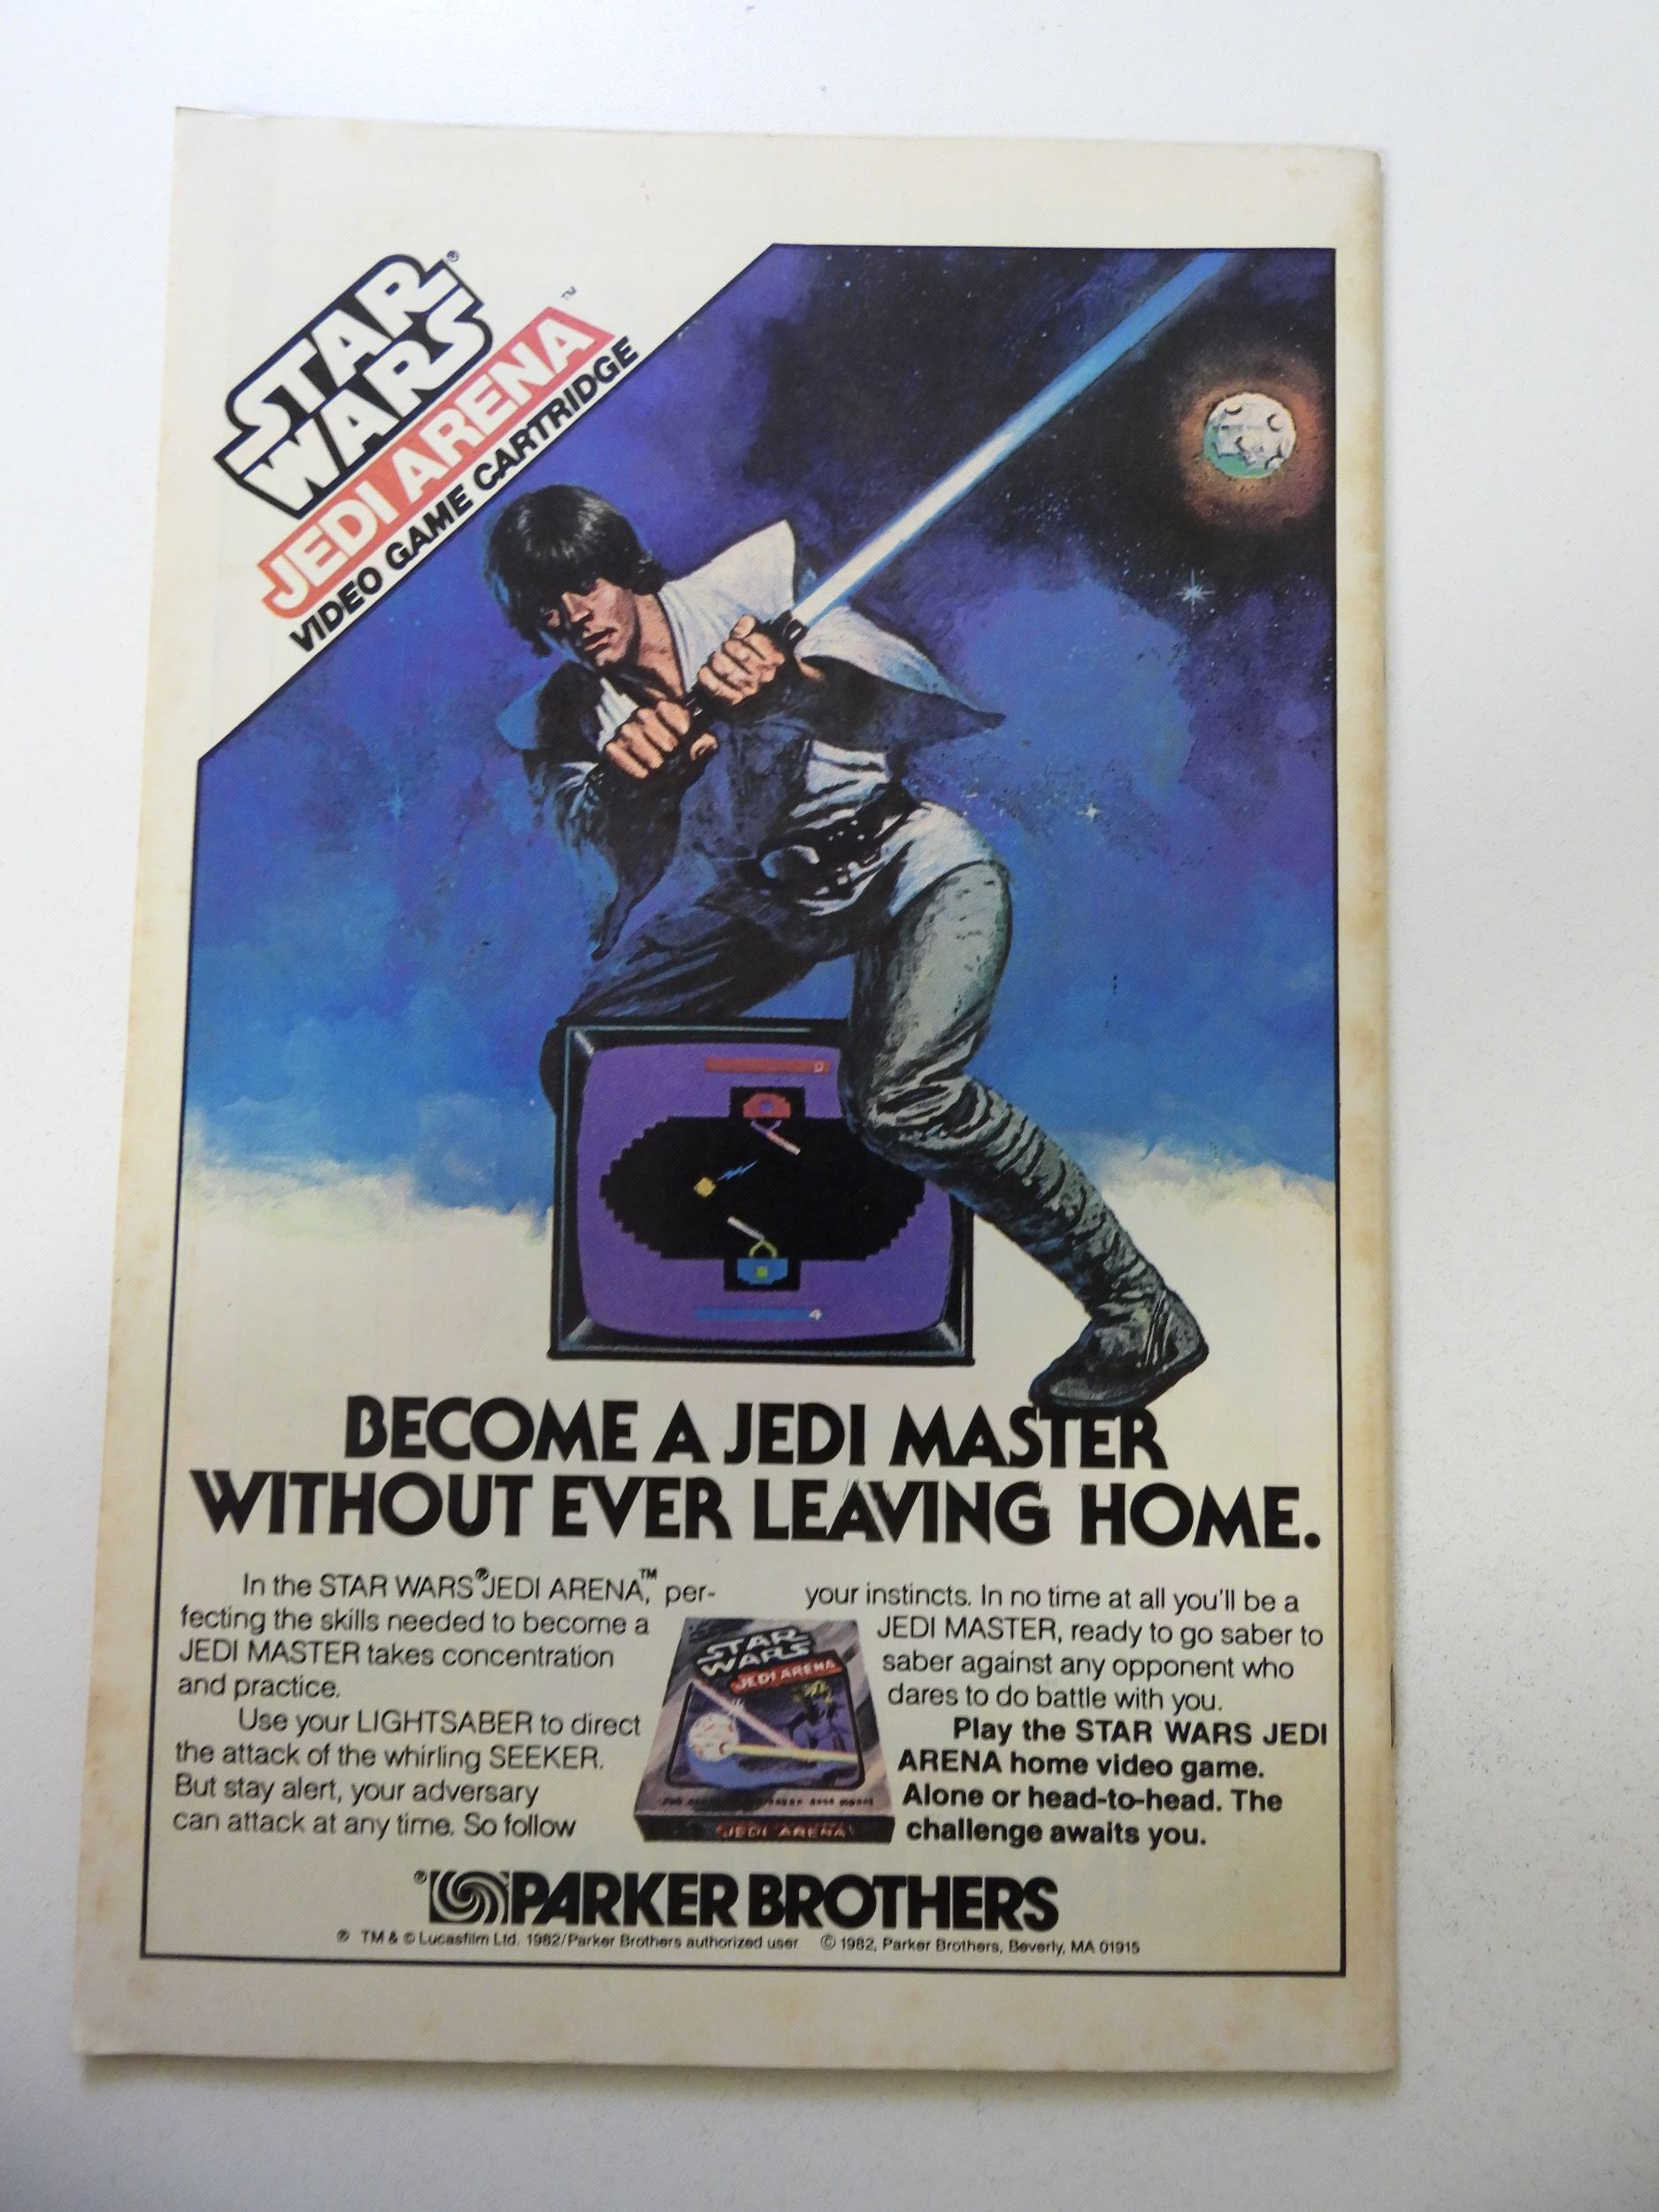 STAR
WARS®
JEDI ARENA™
VIDEO GAME CARTRIDGE
0
4
BECOME A JEDI MASTER
WITHOUT EVER LEAVING HOME.
In the STAR WARS® JEDI ARENA,™ per-
fecting the skills needed to become a
JEDI MASTER takes concentration
and practice.
Use your LIGHTSABER to direct
the attack of the whirling SEEKER.
But stay alert, your adversary
can attack at any time. So follow
your instincts. In no time at all you'll be a
JEDI MASTER, ready to go saber to
saber against any opponent who
dares to do battle with you.
Play the STAR WARS JEDI
ARENA home video game.
Alone or head-to-head. The
challenge awaits you.
STAR
WARS
JEDI ARENA
JEDI ARENA
®PARKER BROTHERS
® TM & © Lucasfilm Ltd. 1982/Parker Brothers authorized user © 1982, Parker Brothers, Beverly, MA 01915